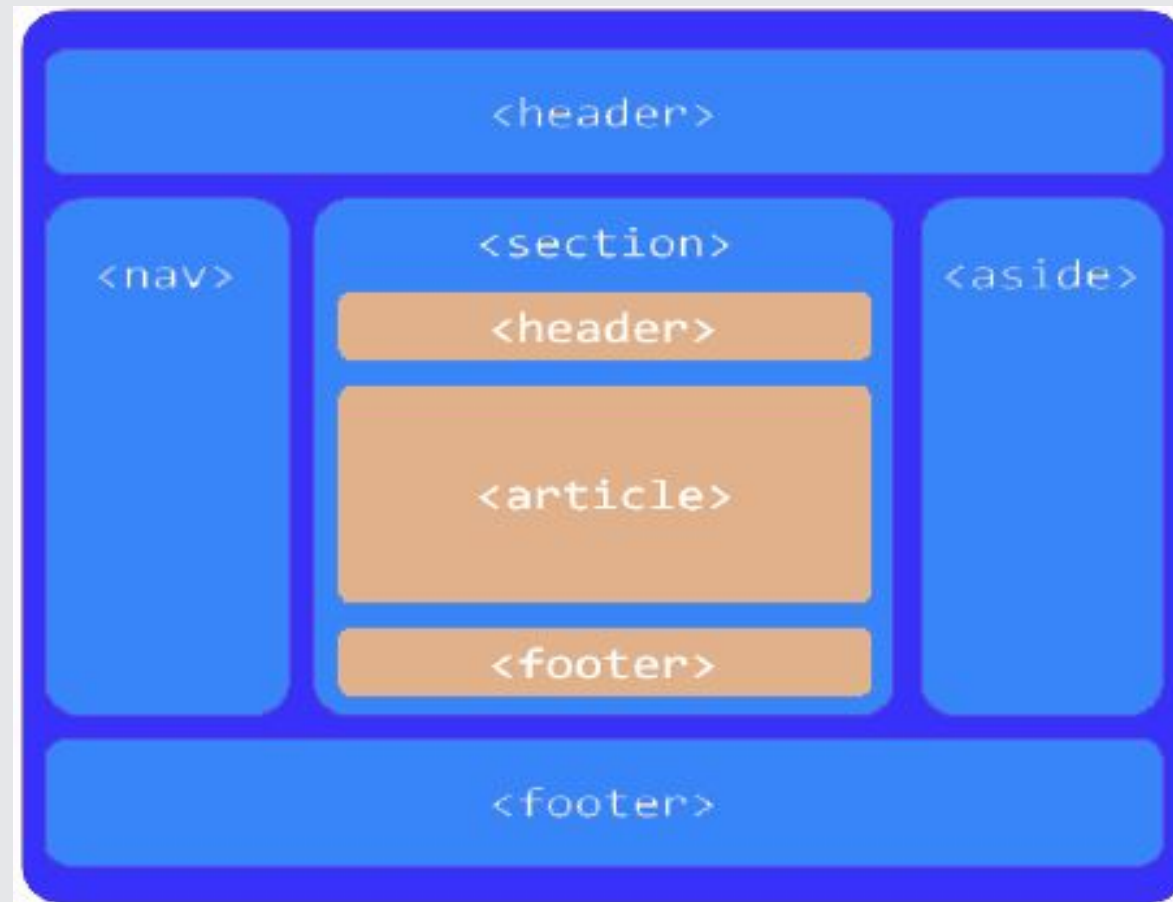 <header>
<nav>
<section>
<header>
<article>
<footer>
<aside>
<footer>